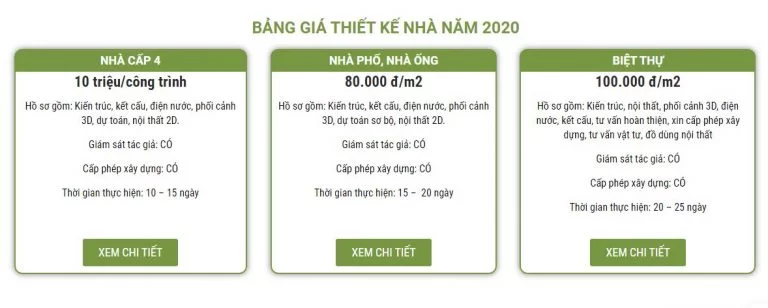 BẢNG GIÁ THIẾT KẾ NHÀ NĂM 2020
NHÀ CẤP 4
10 triệu/công trình
Hồ sơ gồm: Kiến trúc, kết cấu, điện nước, phối cảnh
3D, dự toán, nội thất 2D.
Giám sát tác giả: CÓ
Cấp phép xây dựng: CÓ
Thời gian thực hiện: 10 – 15 ngày
XEM CHI TIẾT
NHÀ PHỐ, NHÀ ỐNG
80.000 đ/m2
Hồ sơ gồm: Kiến trúc, kết cấu, điện nước, phối cảnh
3D, dự toán sơ bộ, nội thất 2D.
Giám sát tác giả: CÓ
Cấp phép xây dựng: CÓ
Thời gian thực hiện: 15 – 20 ngày
XEM CHI TIẾT
BIỆT THỰ
100.000 đ/m2
Hồ sơ gồm: Kiến trúc, nội thất, phối cảnh 3D, điện
nước, kết cấu, tư vấn hoàn thiện, xin cấp phép xây
dựng, tư vấn vật tư, đồ dùng nội thất
Giám sát tác giả: CÓ
Cấp phép xây dựng: CÓ
Thời gian thực hiện: 20 – 25 ngày
XEM CHI TIẾT